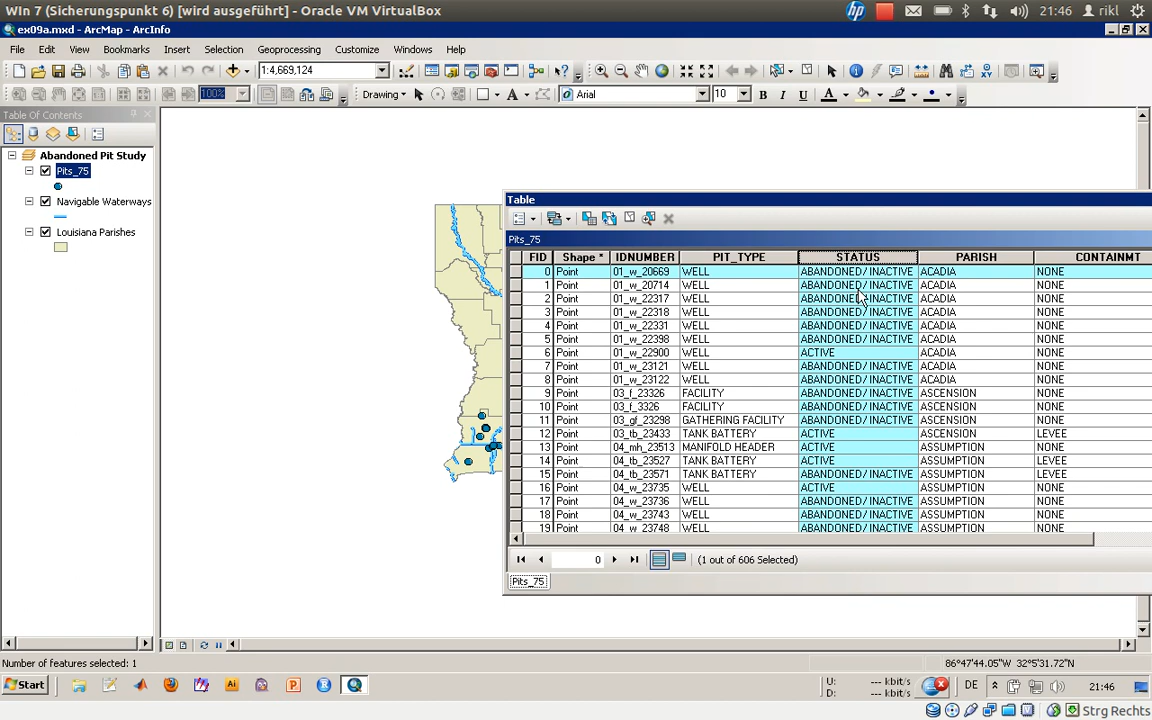 WIn 7 (Sicherungspunkt 6) [wird ausgeführt] - Oracle VM VirtualBox
21:46 rikl
ex09a.mxd - ArcMap - ArcInfo
File Edit View Bookmarks Insert Selection Geoprocessing Customize Windows Help
1:4,669,124
100% Drawing Arial 10 B I U A
Table Of Contents
Abandoned Pit Study
Pits_75
Navigable Waterways
Louisiana Parishes
Table
Pits_75
FID Shape * IDNUMBER PIT_TYPE STATUS PARISH CONTAINMT
0 Point 01_w_20669 WELL ABANDONED/ INACTIVE ACADIA NONE
1 Point 01_w_20714 WELL ABANDONED/ INACTIVE ACADIA NONE
2 Point 01_w_22317 WELL ABANDONED/ INACTIVE ACADIA NONE
3 Point 01_w_22318 WELL ABANDONED/ INACTIVE ACADIA NONE
4 Point 01_w_22331 WELL ABANDONED/ INACTIVE ACADIA NONE
5 Point 01_w_22398 WELL ABANDONED/ INACTIVE ACADIA NONE
6 Point 01_w_22900 WELL ACTIVE ACADIA NONE
7 Point 01_w_23121 WELL ABANDONED/ INACTIVE ACADIA NONE
8 Point 01_w_23122 WELL ABANDONED/ INACTIVE ACADIA NONE
9 Point 03_f_23326 FACILITY ABANDONED/ INACTIVE ASCENSION NONE
10 Point 03_f_3326 FACILITY ABANDONED/ INACTIVE ASCENSION NONE
11 Point 03_gf_23298 GATHERING FACILITY ABANDONED/ INACTIVE ASCENSION NONE
12 Point 03_tb_23433 TANK BATTERY ACTIVE ASCENSION LEVEE
13 Point 04_mh_23513 MANIFOLD HEADER ACTIVE ASSUMPTION NONE
14 Point 04_tb_23527 TANK BATTERY ACTIVE ASSUMPTION LEVEE
15 Point 04_tb_23571 TANK BATTERY ABANDONED/ INACTIVE ASSUMPTION LEVEE
16 Point 04_w_23735 WELL ACTIVE ASSUMPTION NONE
17 Point 04_w_23736 WELL ABANDONED/ INACTIVE ASSUMPTION NONE
18 Point 04_w_23743 WELL ABANDONED/ INACTIVE ASSUMPTION NONE
19 Point 04_w_23748 WELL ABANDONED/ INACTIVE ASSUMPTION NONE
0 (1 out of 606 Selected)
Pits_75
Number of features selected: 1
86°47'44.05"W 32°5'31.72"N
Start
U: --- kbit/s
D: --- kbit/s
DE 21:46
Strg Rechts